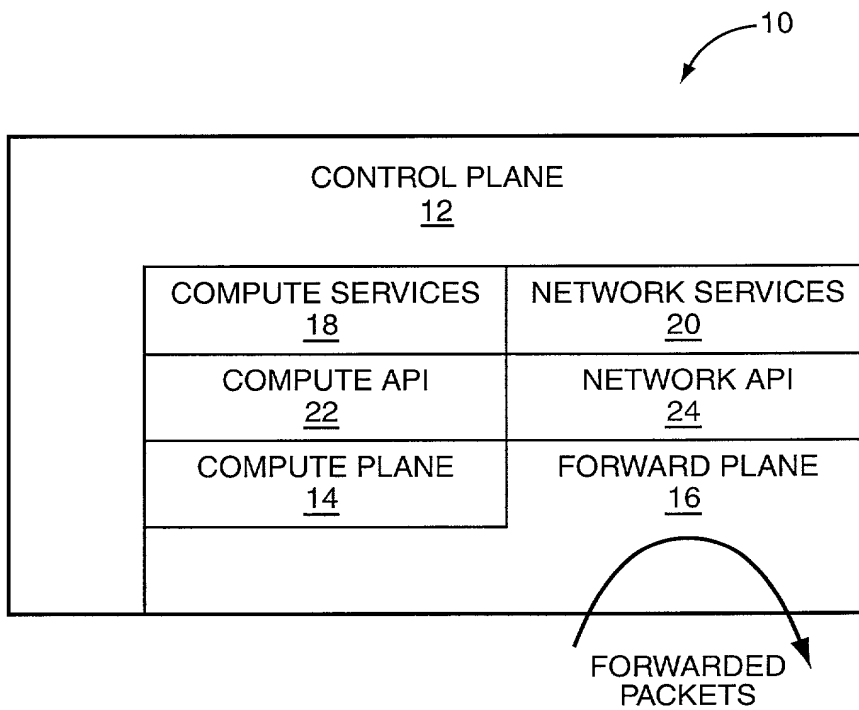 10
CONTROL PLANE
12
COMPUTE SERVICES
18
NETWORK SERVICES
20
COMPUTE API
22
NETWORK API
24
COMPUTE PLANE
14
FORWARD PLANE
16
FORWARDED
PACKETS